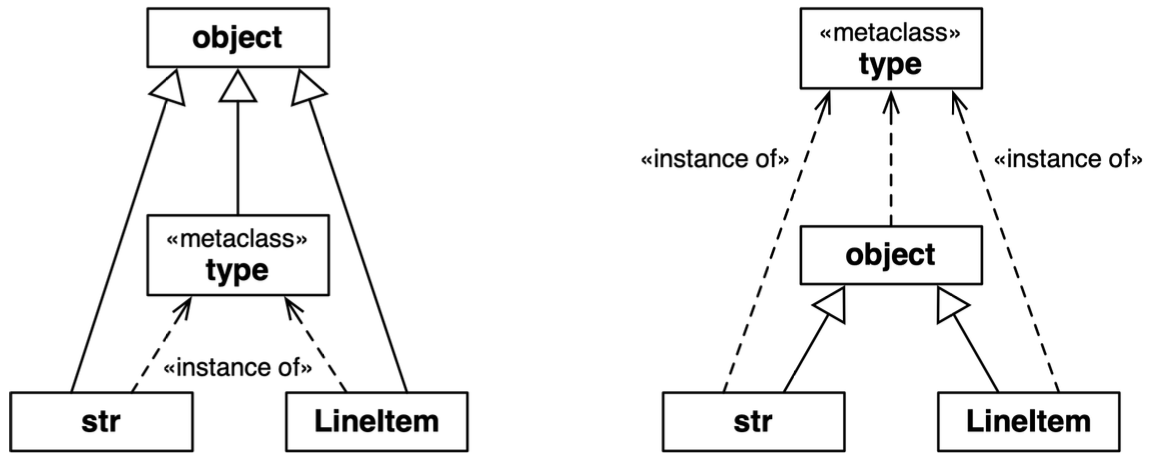 object
«metaclass»
type
«instance of»
str
LineItem
«metaclass»
type
«instance of»
«instance of»
object
str
LineItem